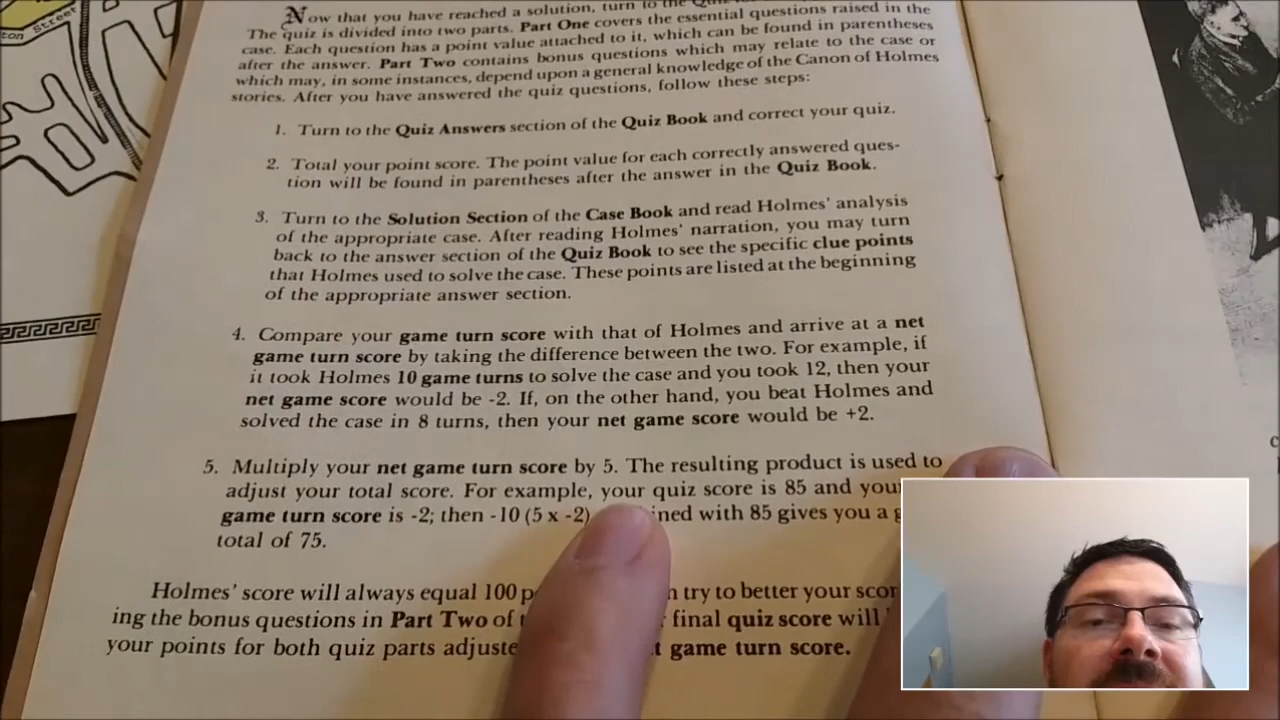 ton Street
Now that you have reached a solution, turn to the
The quiz is divided into two parts. Part One covers the essential questions raised in the
case. Each question has a point value attached to it, which can be found in parentheses
after the answer. Part Two contains bonus questions which may relate to the case or
which may, in some instances, depend upon a general knowledge of the Canon of Holmes
stories. After you have answered the quiz questions, follow these steps:
1. Turn to the Quiz Answers section of the Quiz Book and correct your quiz.
2. Total your point score. The point value for each correctly answered ques-
tion will be found in parentheses after the answer in the Quiz Book.
3. Turn to the Solution Section of the Case Book and read Holmes' analysis
of the appropriate case. After reading Holmes' narration, you may turn
back to the answer section of the Quiz Book to see the specific clue points
that Holmes used to solve the case. These points are listed at the beginning
of the appropriate answer section.
4. Compare your game turn score with that of Holmes and arrive at a net
game turn score by taking the difference between the two. For example, if
it took Holmes 10 game turns to solve the case and you took 12, then your
net game score would be -2. If, on the other hand, you beat Holmes and
solved the case in 8 turns, then your net game score would be +2.
5. Multiply your net game turn score by 5. The resulting product is used to
adjust your total score. For example, your quiz score is 85 and your
game turn score is -2; then -10 (5 x -2) ined with 85 gives you a
total of 75.
Holmes' score will always equal 100 try to better your
ing the bonus questions in Part Two of final quiz score will
your points for both quiz parts game turn score.